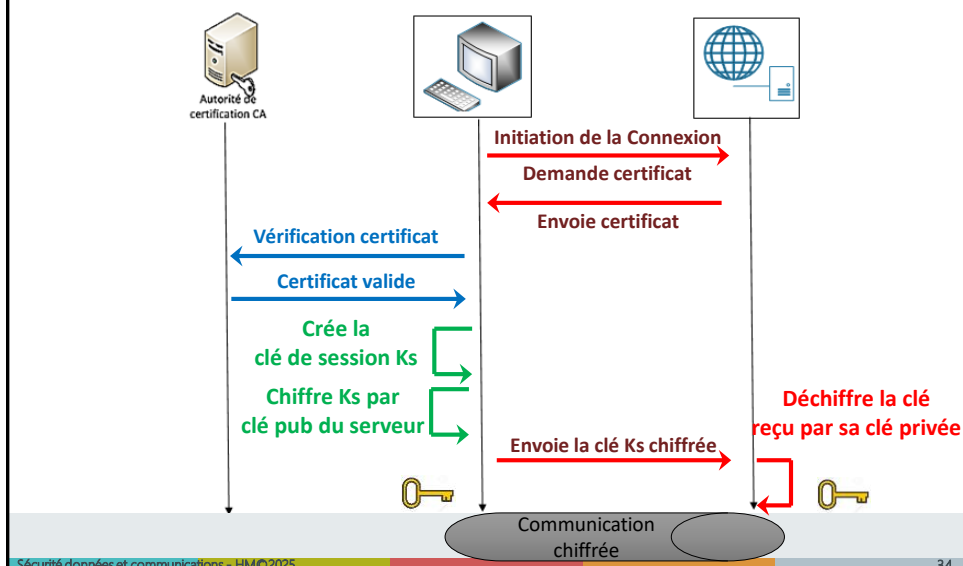 Autorité de
certification CA
Initiation de la Connexion
Demande certificat
Envoie certificat
Vérification certificat
Certificat valide
Crée la
clé de session Ks
Chiffre Ks par
clé pub du serveur
Déchiffre la clé
reçu par sa clé privée
Envoie la clé Ks chiffrée
Communication
chiffrée
Sécurité données et communications - HM©2025
34